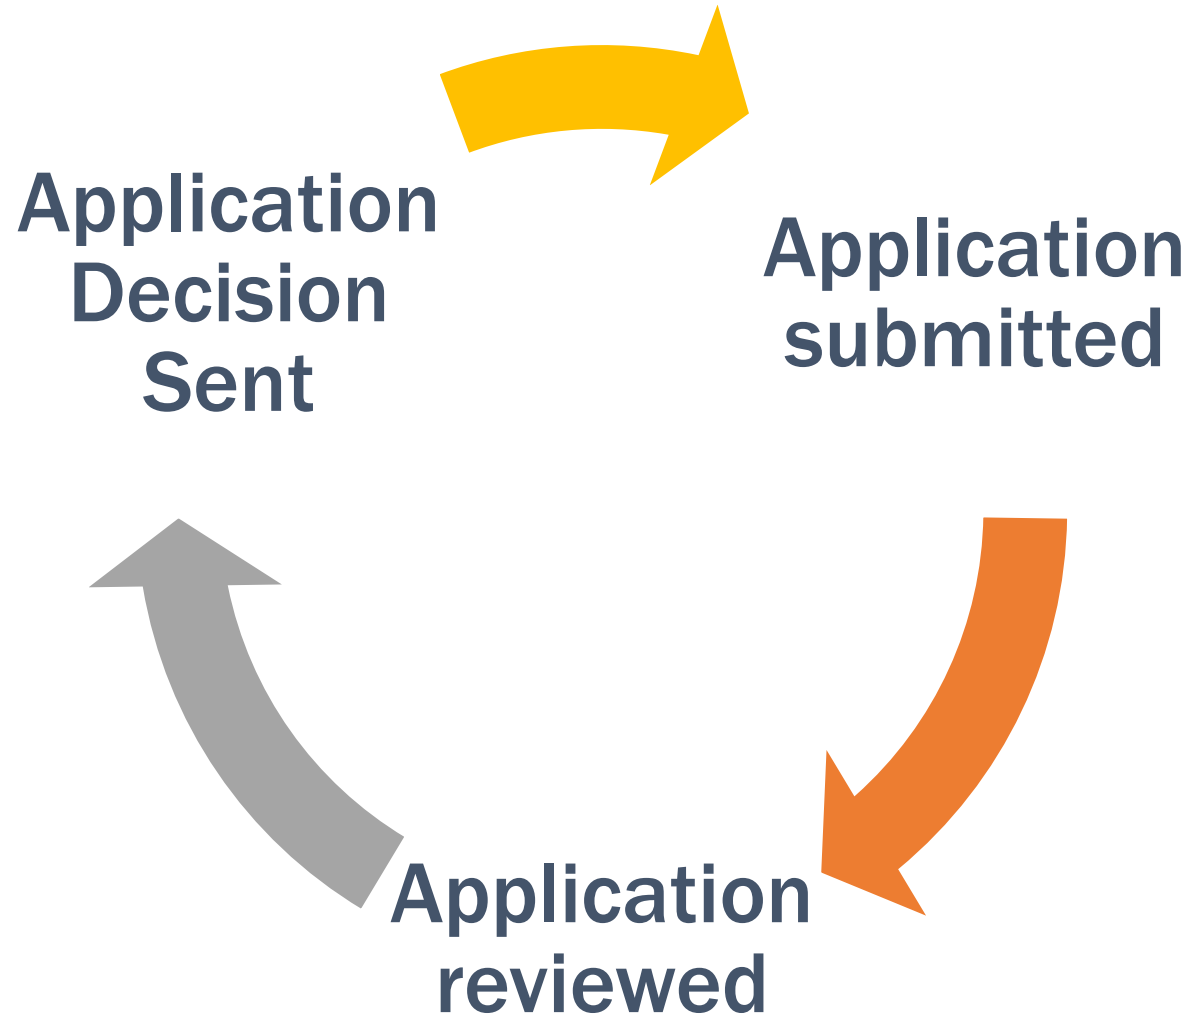 Application
Decision
Sent
Application
submitted
Application
reviewed